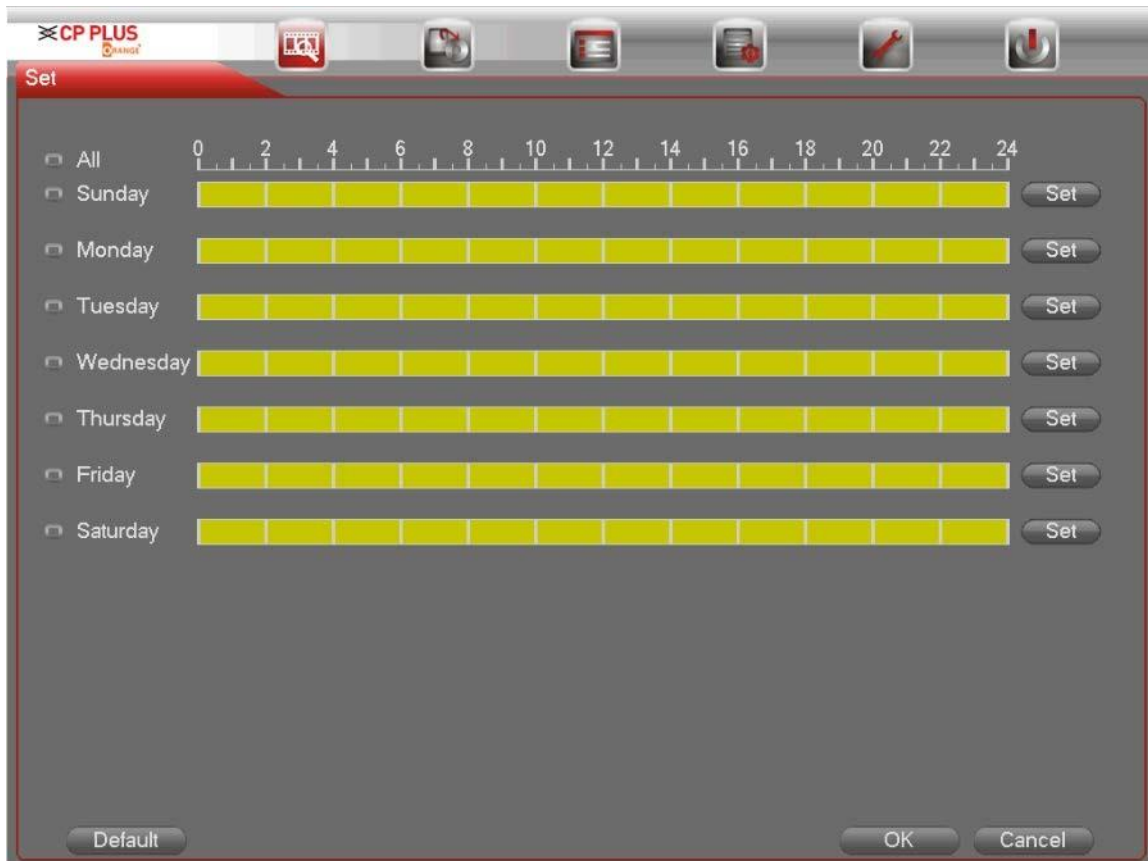 CP PLUS
ORANGE
Set
All 0 2 4 6 8 10 12 14 16 18 20 22 24
Sunday Set
Monday Set
Tuesday Set
Wednesday Set
Thursday Set
Friday Set
Saturday Set
Default OK Cancel